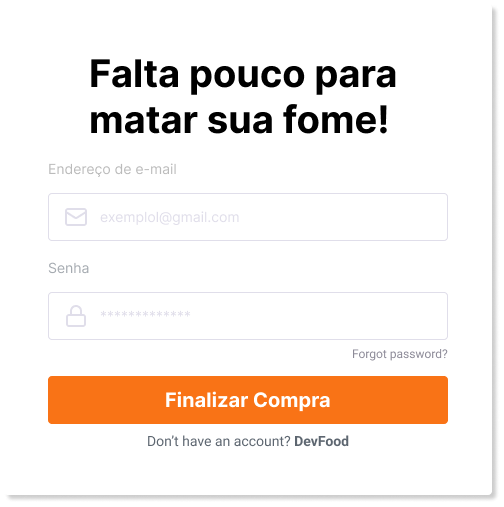 Falta pouco para
matar sua fome!
Endereço de e-mail
exemplol@gmail.com
Senha
*************
Forgot password?
Finalizar Compra
Don't have an account? DevFood